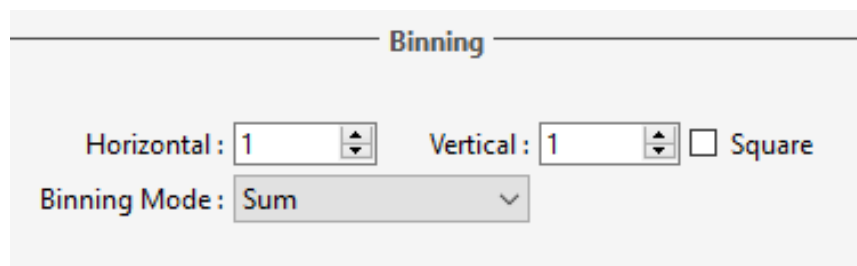 Binning
Horizontal : 1 Vertical : 1 Square
Binning Mode : Sum